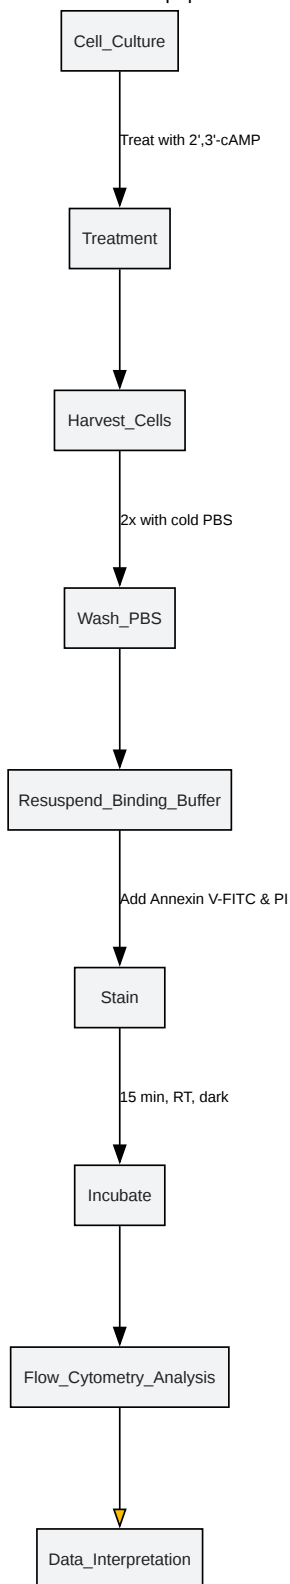 Cell_Culture
Treat with 2',3'-cAMP
Treatment
Harvest_Cells
2x with cold PBS
Wash_PBS
Resuspend_Binding_Buffer
Add Annexin V-FITC & PI
Stain
15 min, RT, dark
Incubate
Flow_Cytometry_Analysis
Data_Interpretation